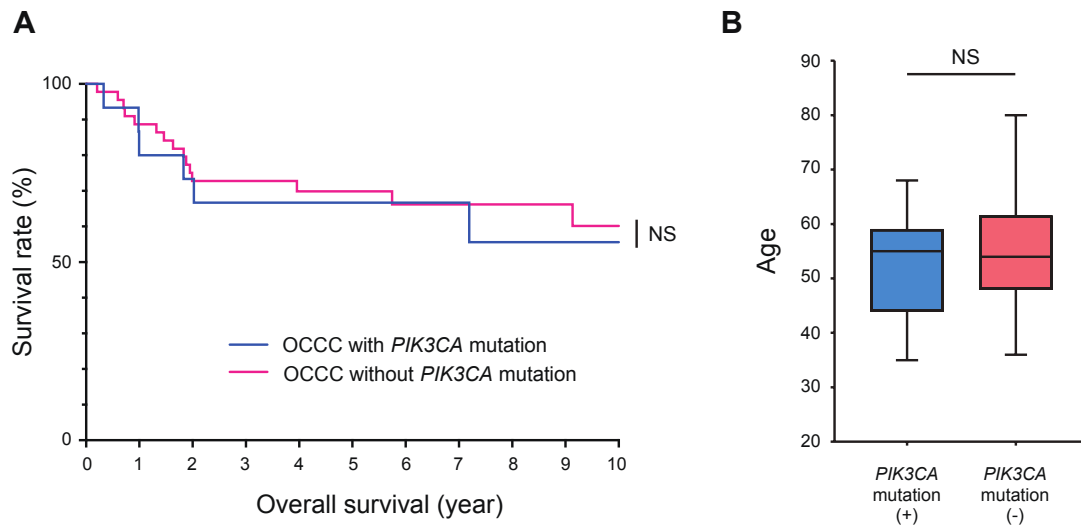 A
Survival rate (%)
100
50
0
0 1 2 3 4 5 6 7 8 9 10
Overall survival (year)
NS
OCCC with PIK3CA mutation
OCCC without PIK3CA mutation
B
NS
Age
90
80
70
60
50
40
30
20
PIK3CA
mutation
(+)
PIK3CA
mutation
(-)